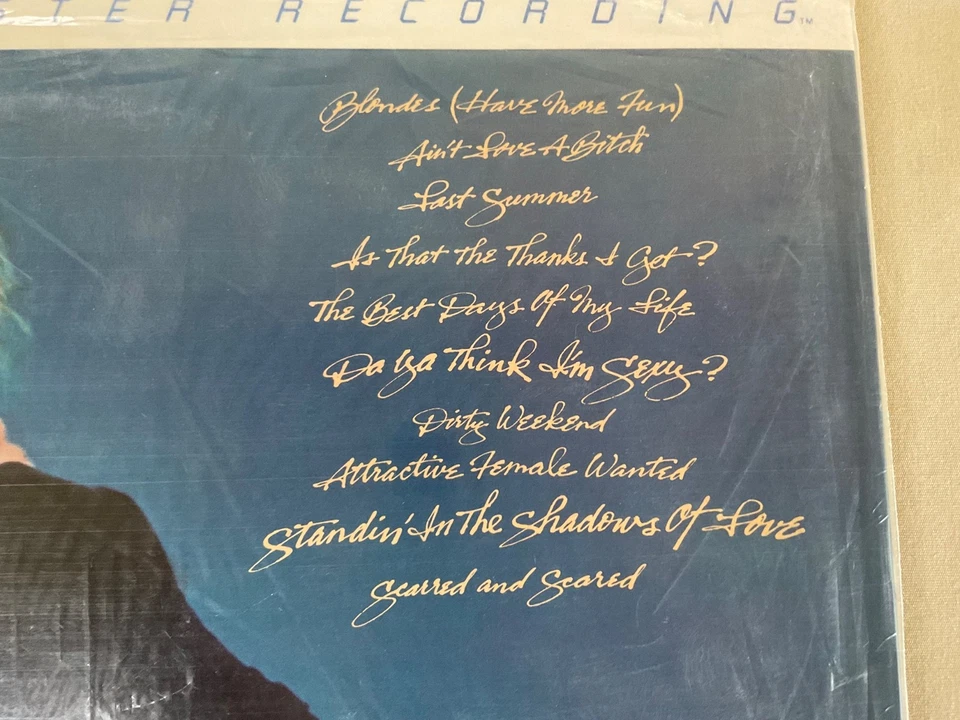 TER RECORDING™
Blondes (Have More Fun)
Ain't Love A Bitch
Last Summer
Is That The Thanks I Get?
The Best Days Of My Life
Da Ya Think I'm Sexy?
Dirty Weekend
Attractive Female Wanted
Standin' In The Shadows Of Love
Scarred and Scared